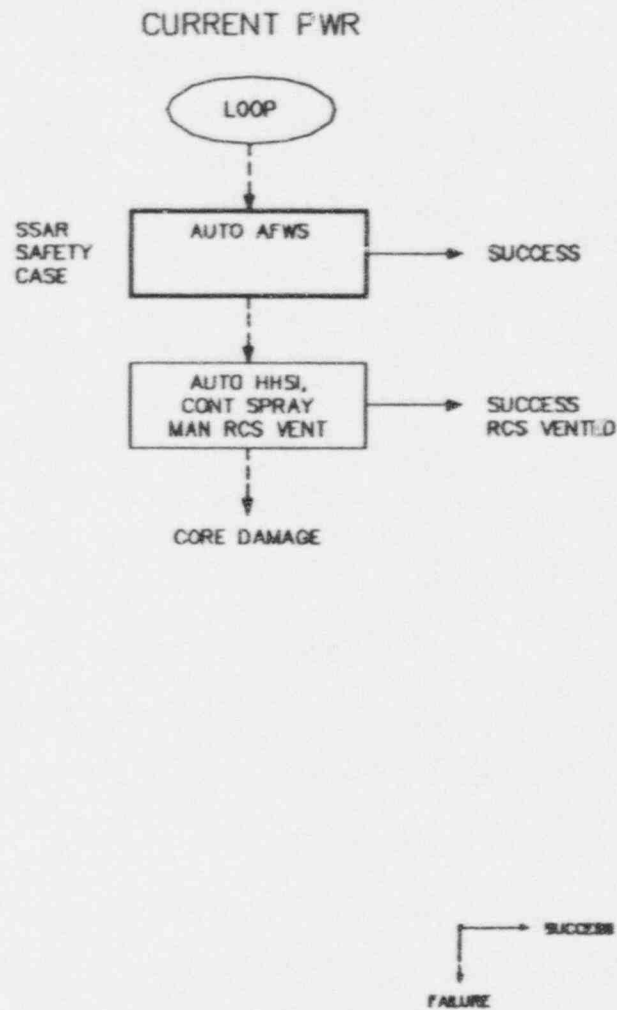 CURRENT PWR
LOOP
SSAR
SAFETY
CASE
AUTO AFWS
SUCCESS
AUTO HHSI,
CONT SPRAY
MAN RCS VENT
SUCCESS
RCS VENTED
CORE DAMAGE
SUCCESS
FAILURE